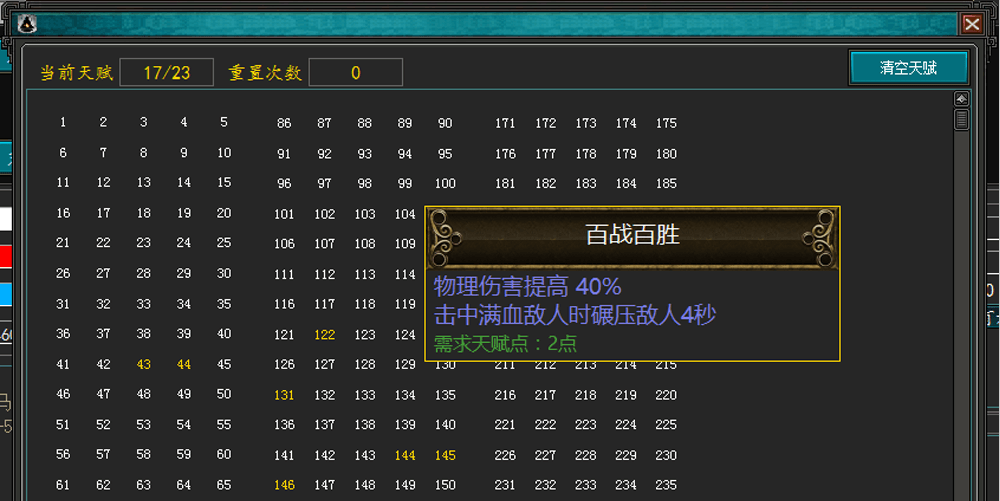 当前天赋 17/23 重置次数 0 清空天赋
1 2 3 4 5 86 87 88 89 90 171 172 173 174 175
6 7 8 9 10 91 92 93 94 95 176 177 178 179 180
11 12 13 14 15 96 97 98 99 100 181 182 183 184 185
16 17 18 19 20 101 102 103 104
21 22 23 24 25 106 107 108 109
26 27 28 29 30 111 112 113 114
31 32 33 34 35 116 117 118 119
36 37 38 39 40 121 122 123 124
百战百胜
物理伤害提高 40%
击中满血敌人时碾压敌人4秒
需求天赋点：2点
41 42 43 44 45 126 127 128 129 130 211 212 213 214 215
46 47 48 49 50 131 132 133 134 135 216 217 218 219 220
51 52 53 54 55 136 137 138 139 140 221 222 223 224 225
56 57 58 59 60 141 142 143 144 145 226 227 228 229 230
61 62 63 64 65 146 147 148 149 150 231 232 233 234 235